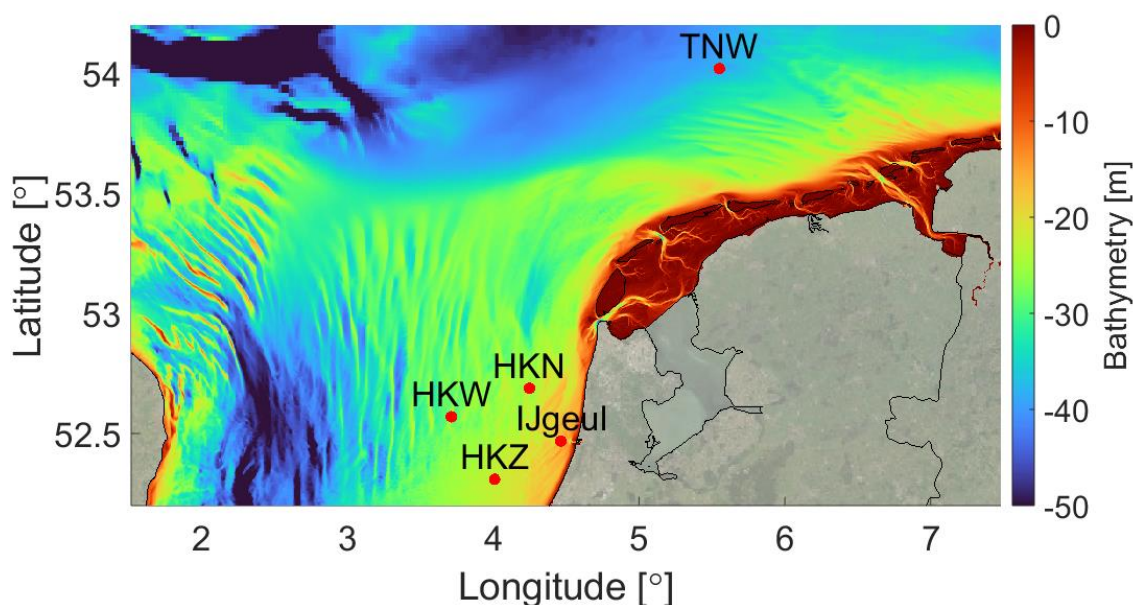 TNW
HKN
HKW
IJgeul
HKZ
54
53.5
53
52.5
Latitude [°]
2 3 4 5 6 7
Longitude [°]
0
-10
-20
-30
-40
-50
Bathymetry [m]